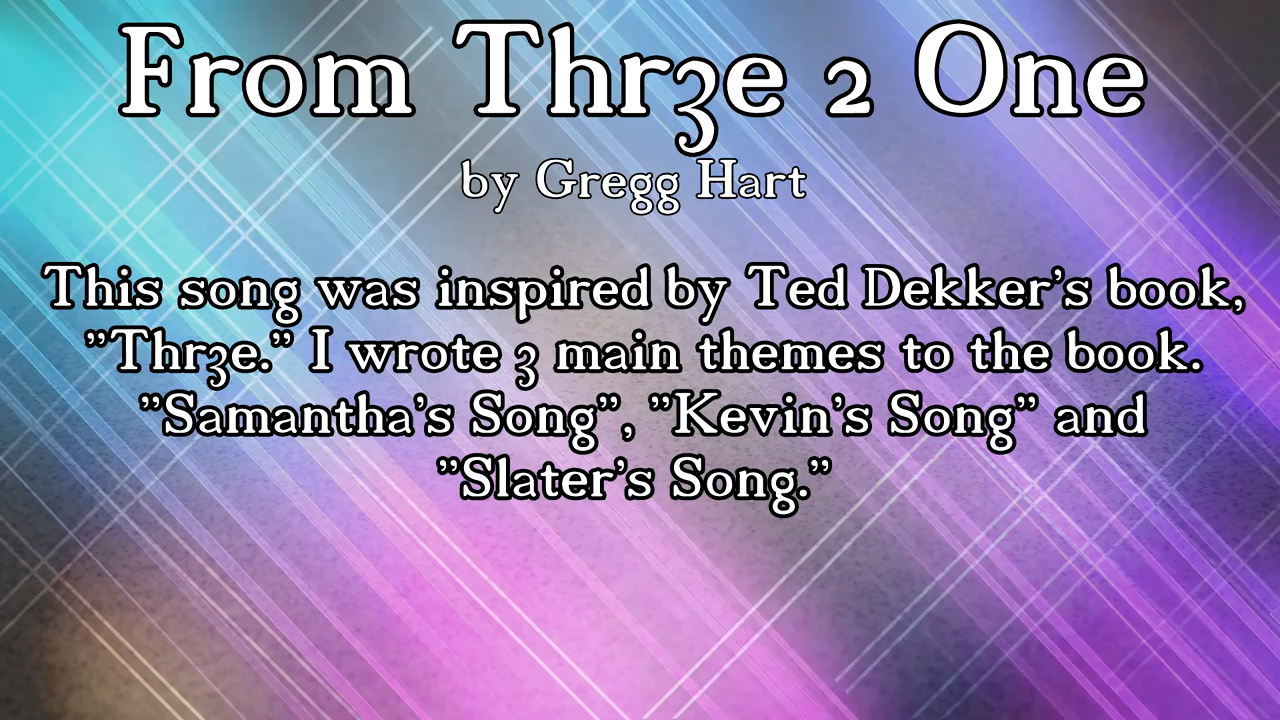 From Thr3e 2 One
by Gregg Hart
This song was inspired by Ted Dekker's book,
"Thr3e." I wrote 3 main themes to the book.
"Samantha's Song", "Kevin's Song" and
"Slater's Song."